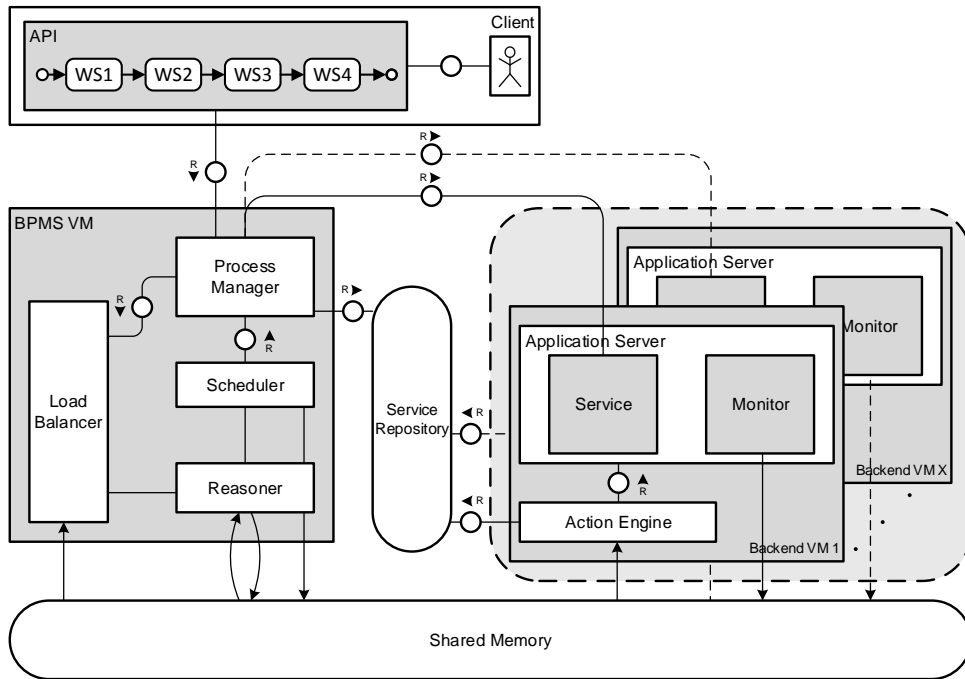 Client
API
WS1
WS2
WS3
WS4
R
R
R
BPMS VM
Process
Manager
R
R
R
Scheduler
Load
Balancer
Reasoner
Service
Repository
R
R
Application Server
Monitor
Backend VM X
Application Server
Service
Monitor
R
Action Engine
Backend VM 1
Shared Memory